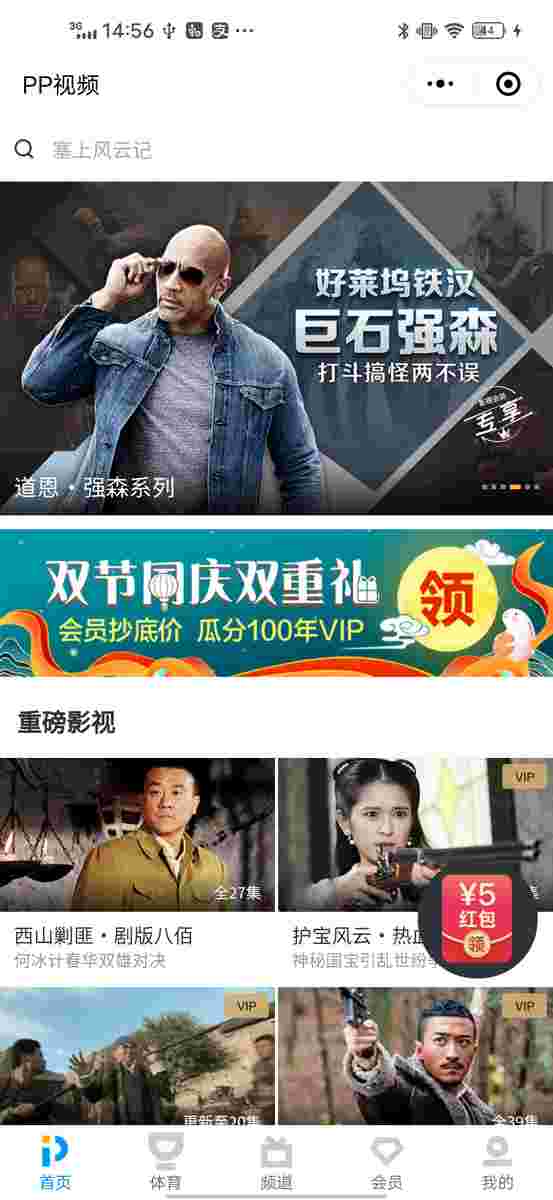 3G 14:56 44
PP视频
塞上风云记
好莱坞铁汉
巨石强森
打斗搞怪两不误
专享
道恩·强森系列
双节同庆双重礼
领
会员抄底价 瓜分100年VIP
重磅影视
VIP
全27集
¥5
红包
领
西山剿匪·剧版八佰
护宝风云·热
何冰计春华双雄对决
神秘国宝引乱世纷
VIP
VIP
更新至20集
全39集
首页
体育
频道
会员
我的